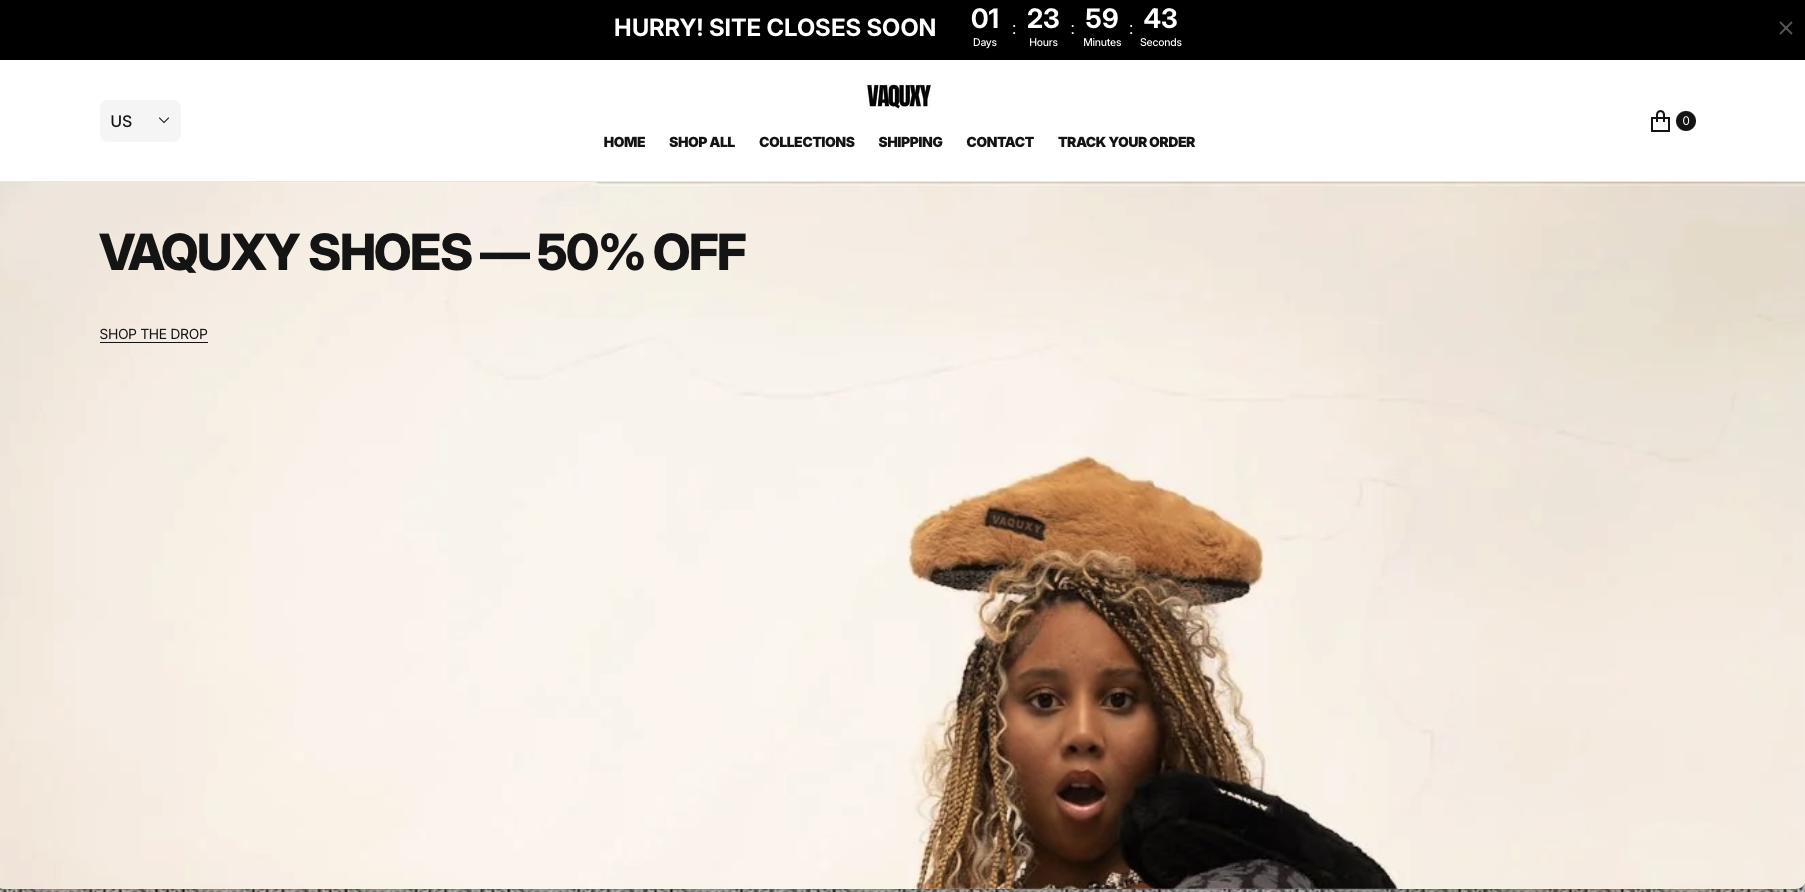 HURRY! SITE CLOSES SOON
01 : 23 : 59 : 43
Days Hours Minutes Seconds
VAQUXY
US
0
HOME SHOP ALL COLLECTIONS SHIPPING CONTACT TRACK YOUR ORDER
VAQUXY SHOES — 50% OFF
SHOP THE DROP
VAQUXY
VAQUXY